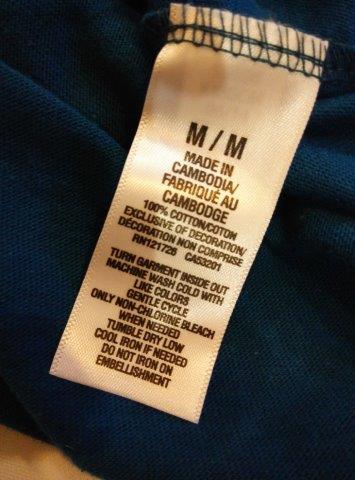 M / M
MADE IN
CAMBODIA/
FABRIQUÉ AU
CAMBODGE
100% COTTON/COTON
EXCLUSIVE OF DECORATION/
DÉCORATION NON COMPRISE
RN121726 CA53201
TURN GARMENT INSIDE OUT
MACHINE WASH COLD WITH
LIKE COLORS
GENTLE CYCLE
ONLY NON-CHLORINE BLEACH
WHEN NEEDED
TUMBLE DRY LOW
COOL IRON IF NEEDED
DO NOT IRON ON
EMBELLISHMENT